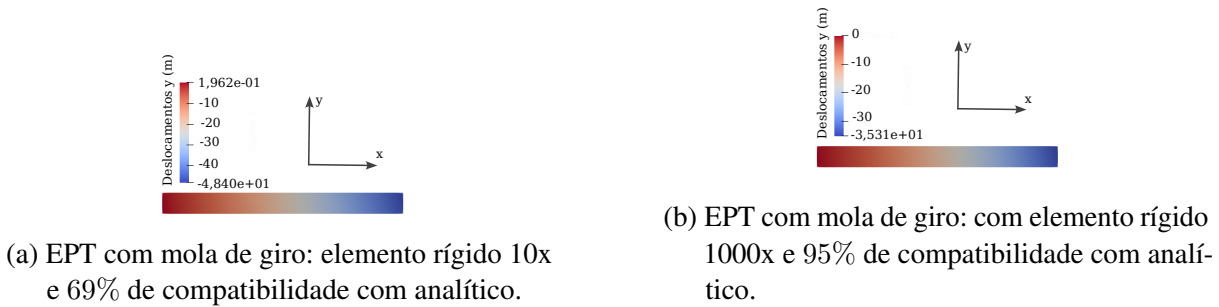 Deslocamentos y (m)
1,962e-01
-10
-20
-30
-40
-4,840e+01
y
x
(a) EPT com mola de giro: elemento rígido 10x
e 69% de compatibilidade com analítico.
Deslocamentos y (m)
0
-10
-20
-30
-3,531e+01
y
x
(b) EPT com mola de giro: com elemento rígido
1000x e 95% de compatibilidade com analí-
tico.